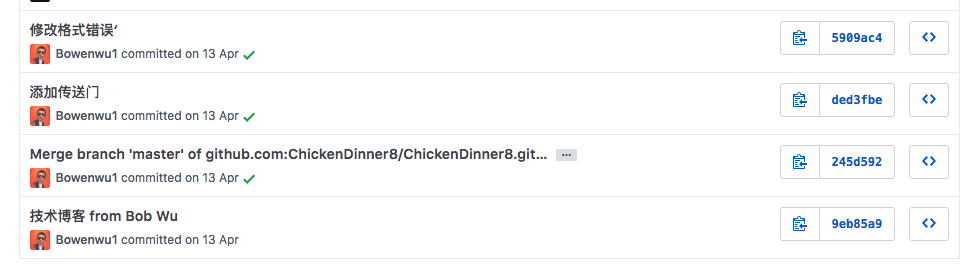 修改格式错误‘
5909ac4
Bowenwu1 committed on 13 Apr
添加传送门
ded3fbe
Bowenwu1 committed on 13 Apr
Merge branch 'master' of github.com:ChickenDinner8/ChickenDinner8.git…
245d592
Bowenwu1 committed on 13 Apr
技术博客 from Bob Wu
9eb85a9
Bowenwu1 committed on 13 Apr